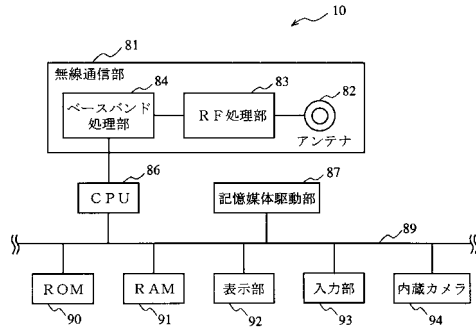 10
81
無線通信部
84
83
82
ベースバンド
処理部
RF処理部
アンテナ
86
87
CPU
記憶媒体駆動部
89
ROM
RAM
表示部
入力部
内蔵カメラ
90
91
92
93
94